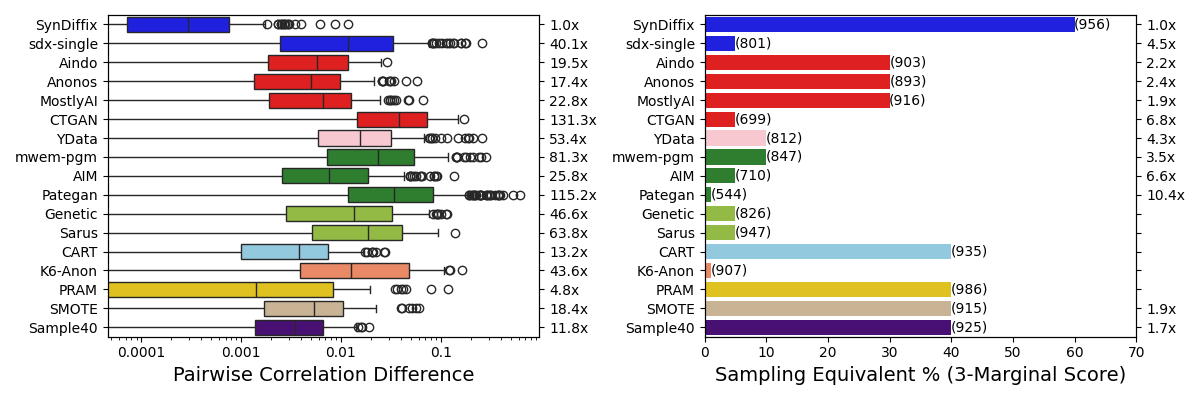 SynDiffix 1.0x
sdx-single 40.1x
Aindo 19.5x
Anonos 17.4x
MostlyAI 22.8x
CTGAN 131.3x
YData 53.4x
mwem-pgm 81.3x
AIM 25.8x
Pategan 115.2x
Genetic 46.6x
Sarus 63.8x
CART 13.2x
K6-Anon 43.6x
PRAM 4.8x
SMOTE 18.4x
Sample40 11.8x
0.0001 0.001 0.01 0.1
Pairwise Correlation Difference
SynDiffix (956) 1.0x
sdx-single (801) 4.5x
Aindo (903) 2.2x
Anonos (893) 2.4x
MostlyAI (916) 1.9x
CTGAN (699) 6.8x
YData (812) 4.3x
mwem-pgm (847) 3.5x
AIM (710) 6.6x
Pategan (544) 10.4x
Genetic (826)
Sarus (947)
CART (935)
K6-Anon (907)
PRAM (986)
SMOTE (915) 1.9x
Sample40 (925) 1.7x
0 10 20 30 40 50 60 70
Sampling Equivalent % (3-Marginal Score)